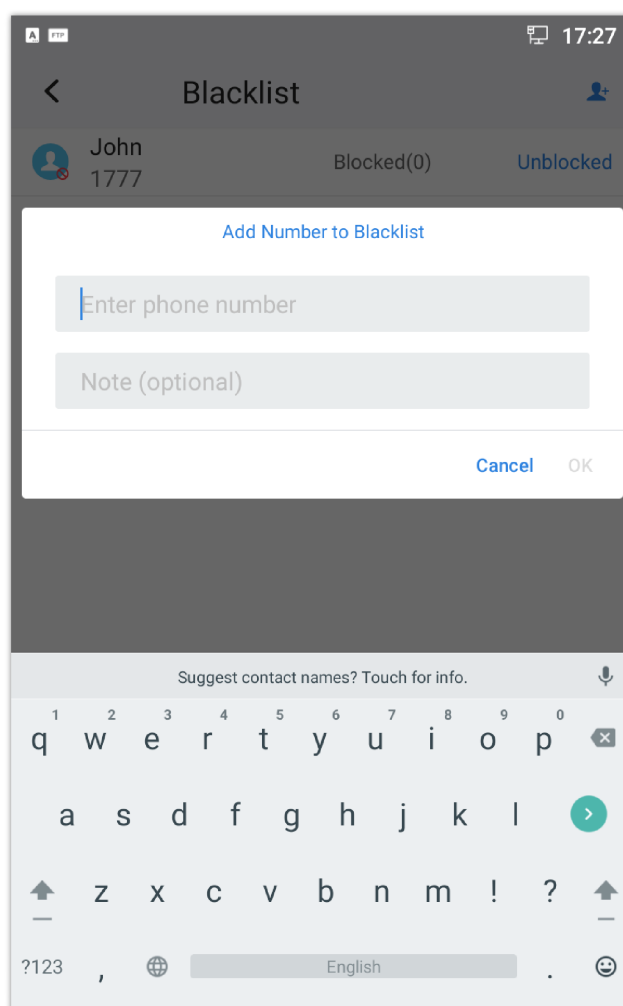 A FTP 17:27
Blacklist
John
1777
Blocked(0) Unblocked
Add Number to Blacklist
Enter phone number
Note (optional)
Cancel OK
Suggest contact names? Touch for info.
1 2 3 4 5 6 7 8 9 0
q w e r t y u i o p
a s d f g h j k l
z x c v b n m ! ?
?123 , English .